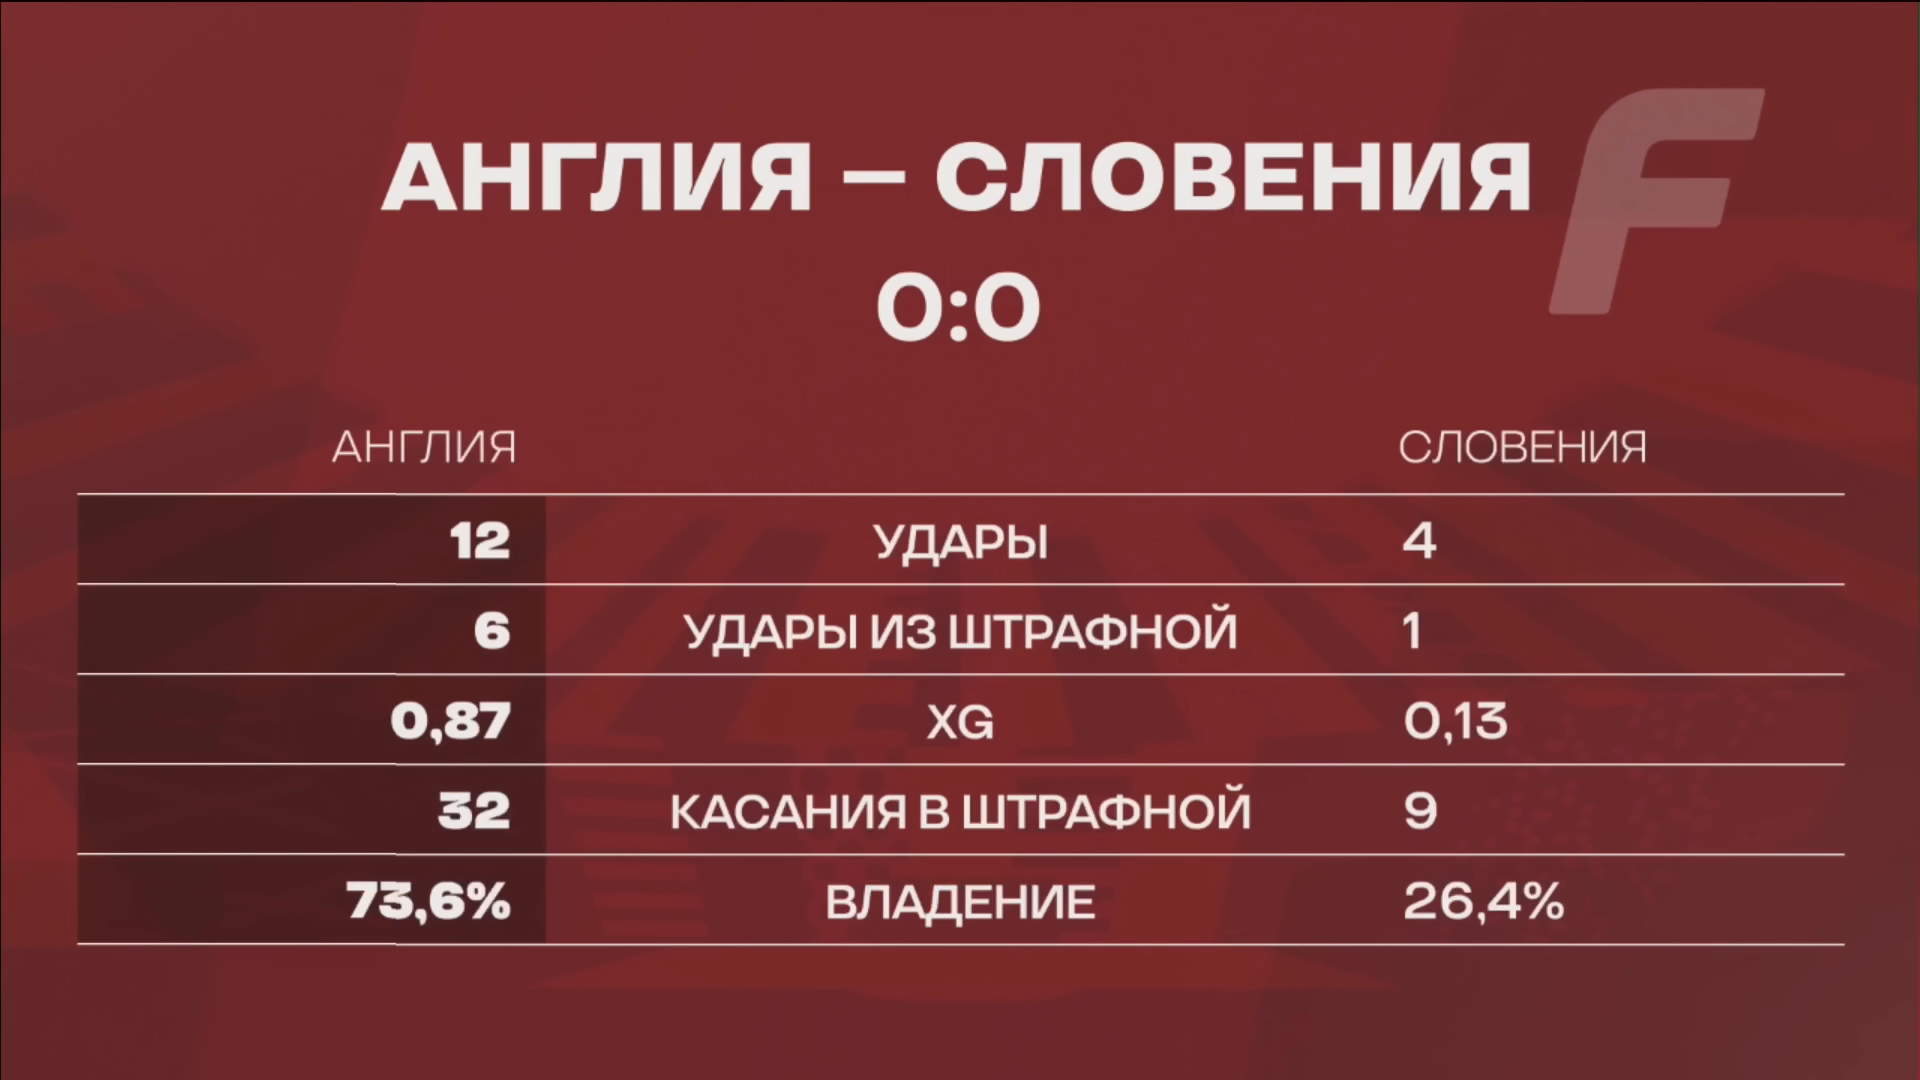 АНГЛИЯ – СЛОВЕНИЯ
0:0
F
АНГЛИЯ СЛОВЕНИЯ
12 УДАРЫ 4
6 УДАРЫ ИЗ ШТРАФНОЙ 1
0,87 XG 0,13
32 КАСАНИЯ В ШТРАФНОЙ 9
73,6% ВЛАДЕНИЕ 26,4%